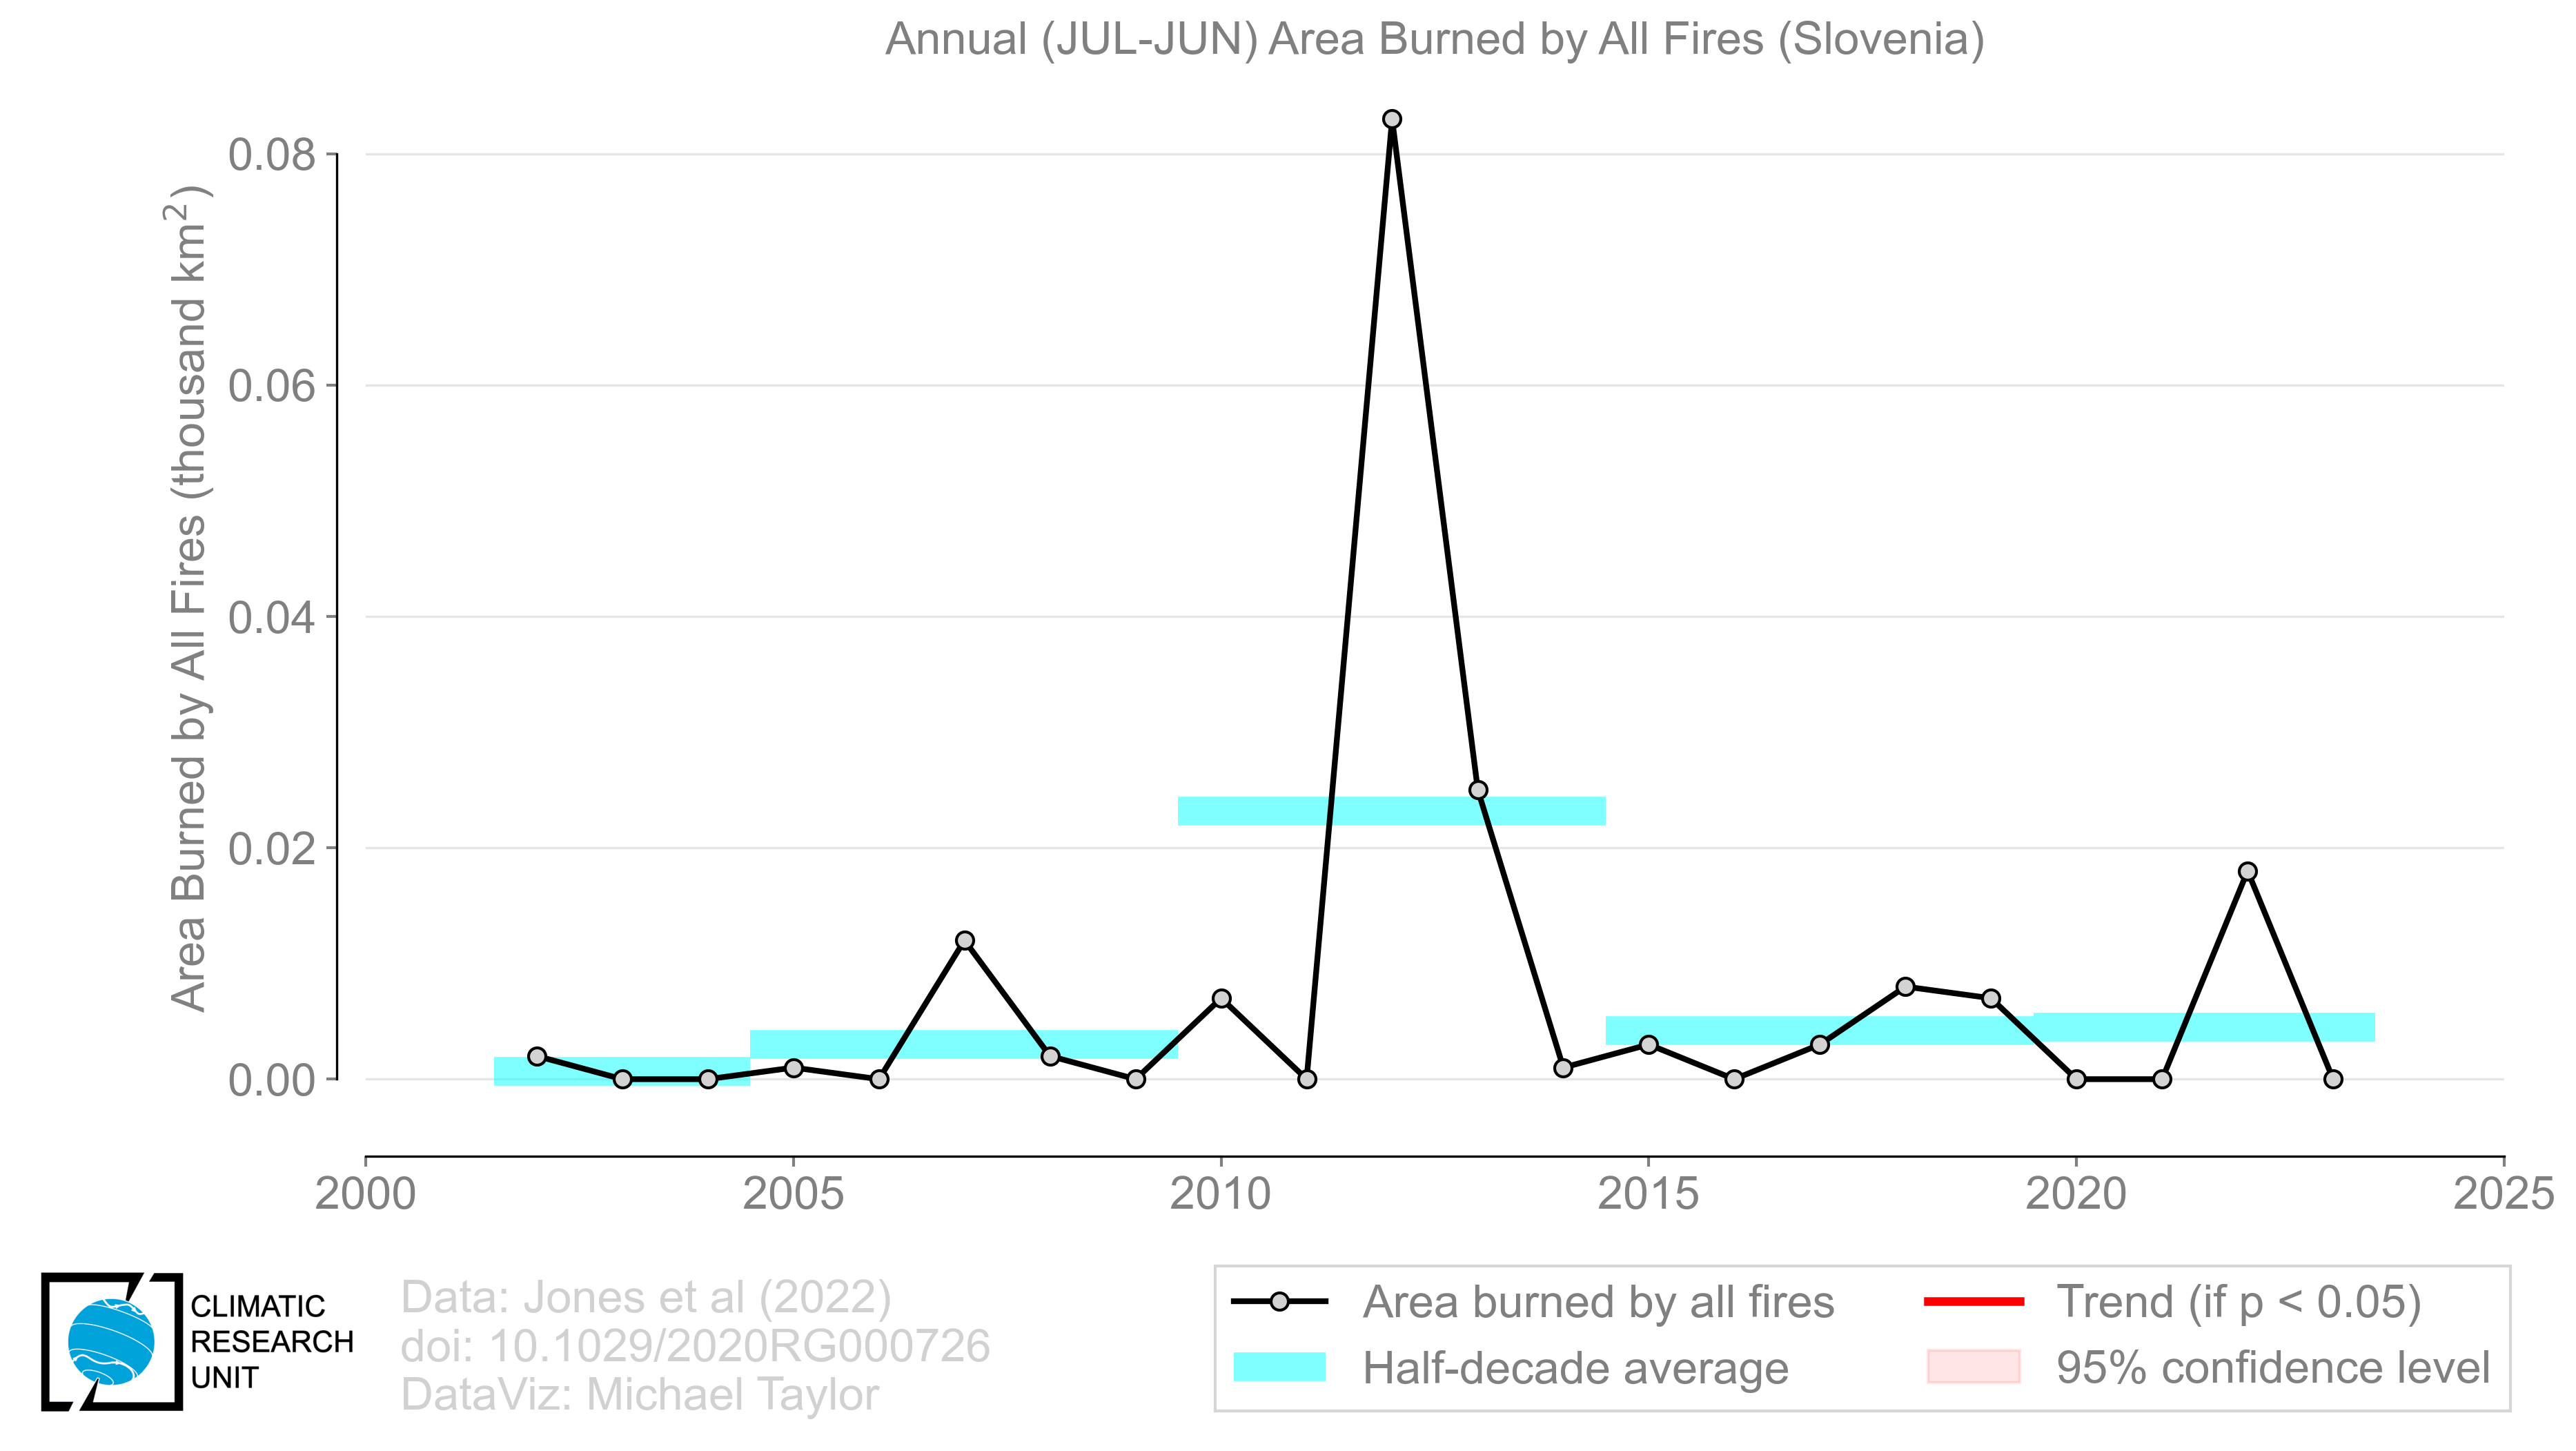 Annual (JUL-JUN) Area Burned by All Fires (Slovenia)
Area Burned by All Fires (thousand km²)
0.08
0.06
0.04
0.02
0.00
2000
2005
2010
2015
2020
2025
CLIMATIC
RESEARCH
UNIT
Data: Jones et al (2022)
doi: 10.1029/2020RG000726
DataViz: Michael Taylor
Area burned by all fires
Half-decade average
Trend (if p < 0.05)
95% confidence level